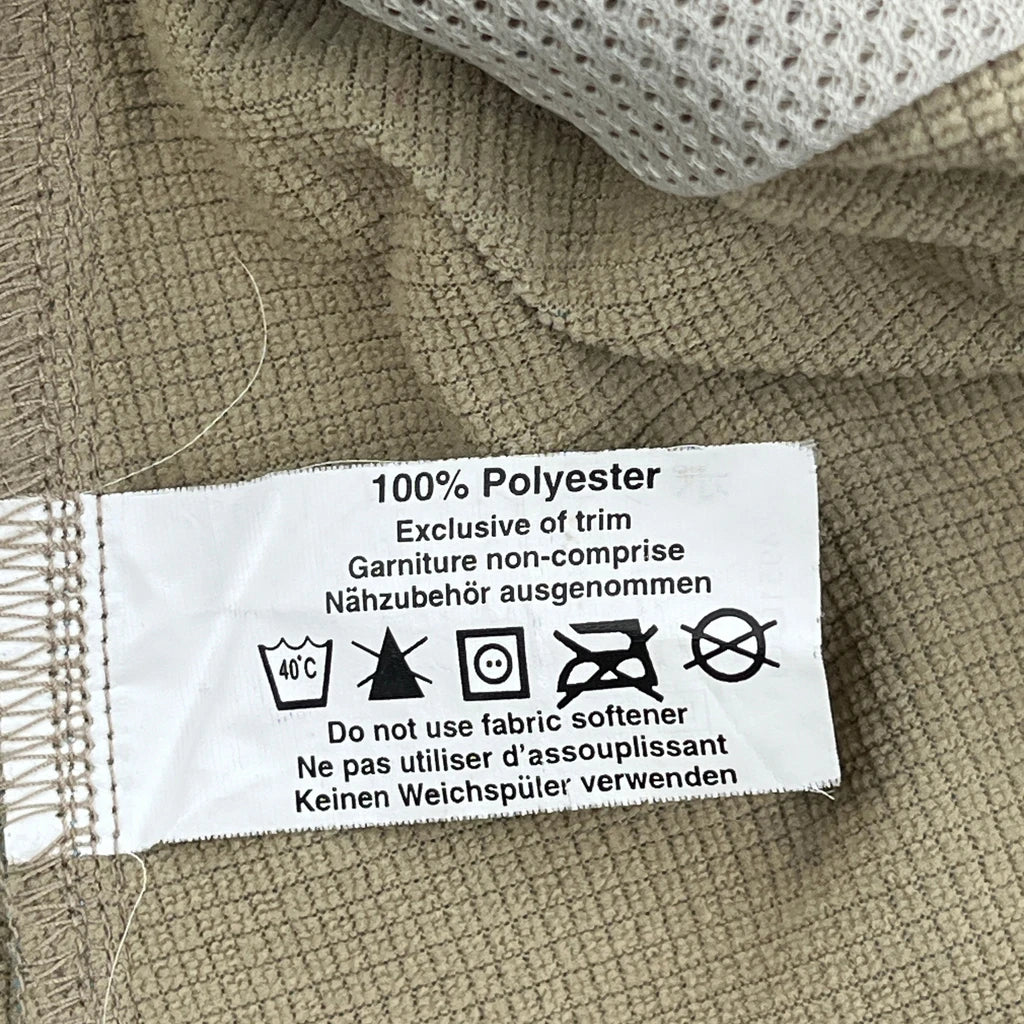 100% Polyester
Exclusive of trim
Garniture non-comprise
Nähzubehör ausgenommen
40°C
Do not use fabric softener
Ne pas utiliser d'assouplissant
Keinen Weichspüler verwenden